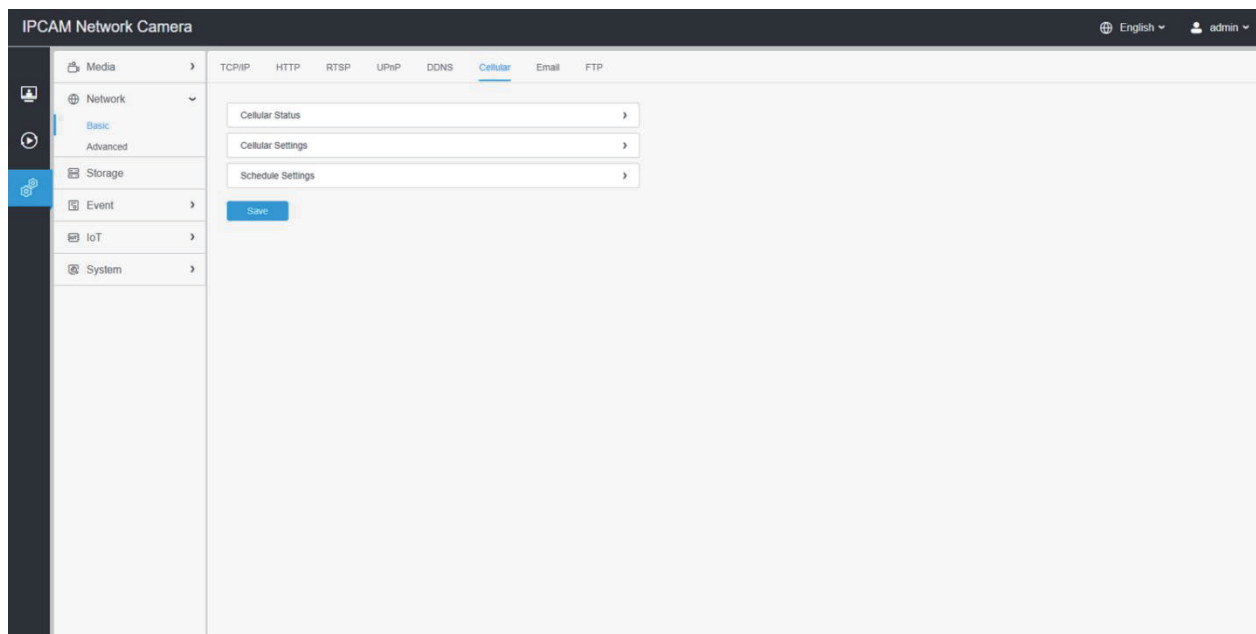 IPCAM Network Camera
English
admin
Media
Network
Basic
Advanced
Storage
Event
IoT
System
TCP/IP HTTP RTSP UPnP DDNS Cellular Email FTP
Cellular Status
Cellular Settings
Schedule Settings
Save